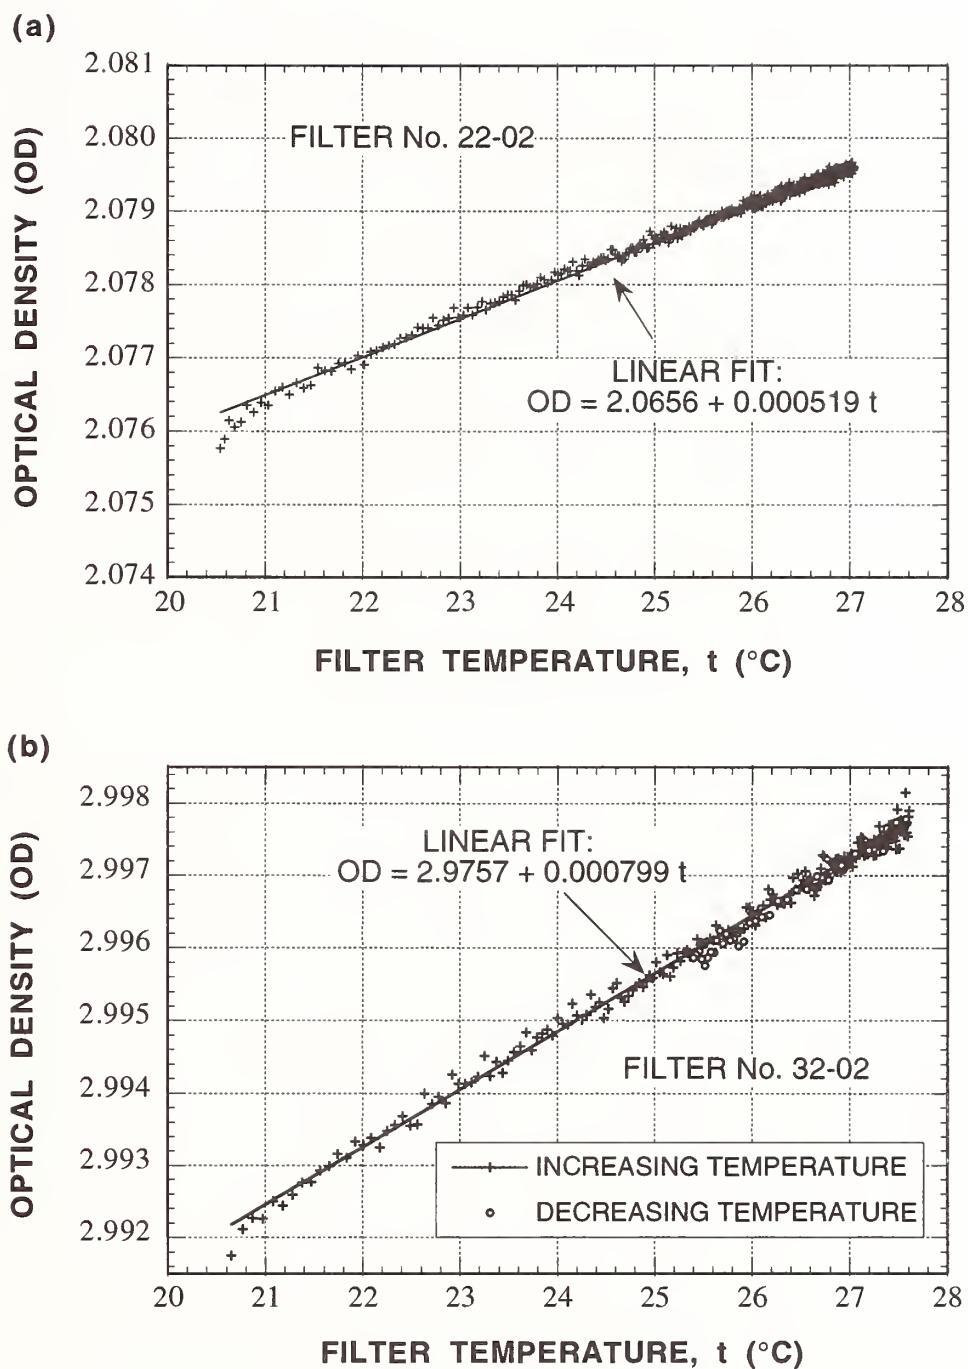 (a)
OPTICAL DENSITY (OD)
2.081
2.080
2.079
2.078
2.077
2.076
2.075
2.074
FILTER No. 22-02
LINEAR FIT:
OD = 2.0656 + 0.000519 t
20 21 22 23 24 25 26 27 28
FILTER TEMPERATURE, t (°C)
(b)
OPTICAL DENSITY (OD)
2.998
2.997
2.996
2.995
2.994
2.993
2.992
LINEAR FIT:
OD = 2.9757 + 0.000799 t
FILTER No. 32-02
INCREASING TEMPERATURE
DECREASING TEMPERATURE
20 21 22 23 24 25 26 27 28
FILTER TEMPERATURE, t (°C)